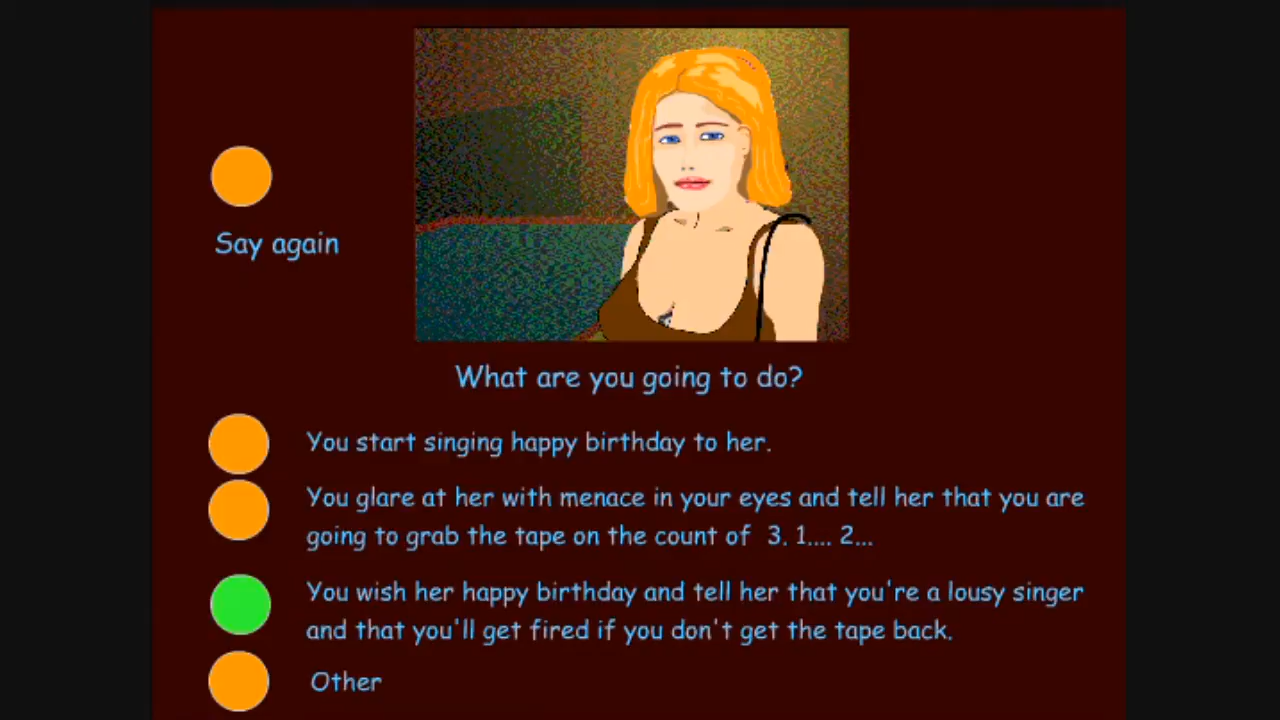 Say again
What are you going to do?
You start singing happy birthday to her.
You glare at her with menace in your eyes and tell her that you are
going to grab the tape on the count of 3. 1.... 2...
You wish her happy birthday and tell her that you're a lousy singer
and that you'll get fired if you don't get the tape back.
Other